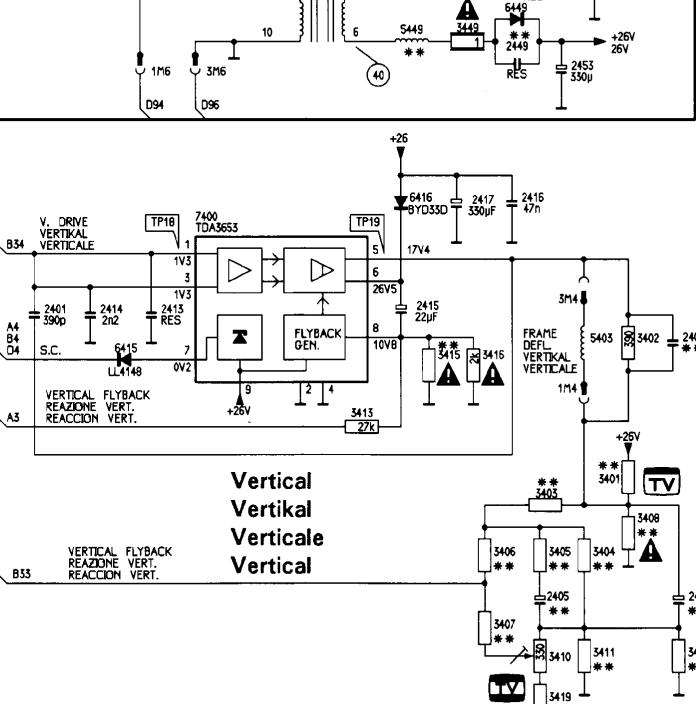 6449
3449
10
6
S449
**
1
**
2449
RES
+26V
26V
2453
330µ
40
1M6
3M6
D94
D96
+26
6416
BYD33D
2417
330µF
2416
47n
V. DRIVE
VERTIKAL
VERTICALE
TP18
7400
TDA3653
TP19
B34
1
1V3
3
1V3
5
17V4
6
26V5
2401
390p
2414
2n2
2413
RES
2415
22µF
3M4
FRAME
DEFL.
VERTIKAL
VERTICALE
5403
390
3402
1M4
A4
B4
D4
S.C.
6415
LL4148
7
0V2
FLYBACK
GEN.
8
10V8
**
3415
2k
3416
9
2
4
+26V
VERTICAL FLYBACK
REAZIONE VERT.
REACCION VERT.
A3
3413
27k
+26V
**
3401
TV
Vertical
Vertikal
Verticale
Vertical
**
3403
3408
**
3406
**
3405
**
3404
**
VERTICAL FLYBACK
REAZIONE VERT.
REACCION VERT.
B33
2405
**
3407
**
330
3410
3411
**
TV
3419